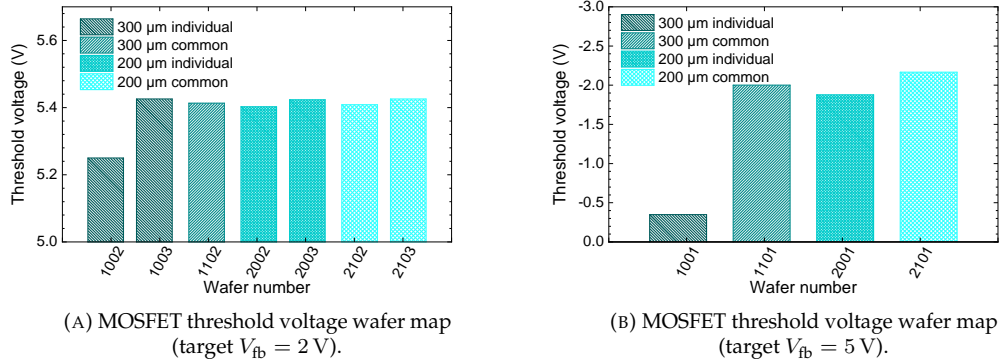 5.6
5.4
5.2
5.0
Threshold voltage (V)
300 µm individual
300 µm common
200 µm individual
200 µm common
1002
1003
1102
2002
2003
2102
2103
Wafer number
(A) MOSFET threshold voltage wafer map
(target Vfb = 2 V).
-3.0
-2.5
-2.0
-1.5
-1.0
-0.5
0.0
Threshold voltage (V)
300 µm individual
300 µm common
200 µm individual
200 µm common
1001
1101
2001
2101
Wafer number
(B) MOSFET threshold voltage wafer map
(target Vfb = 5 V).